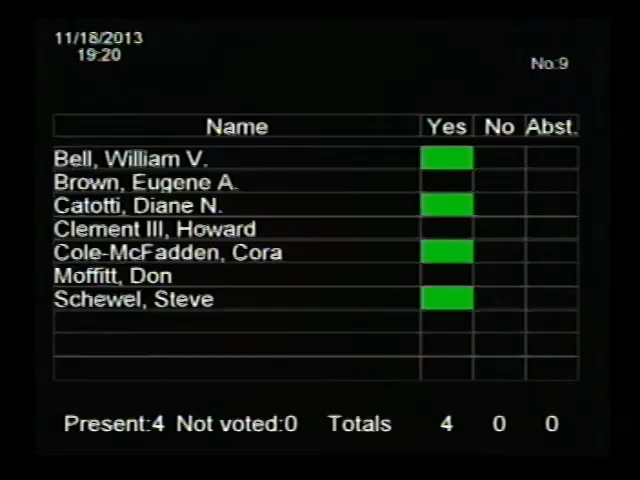 11/18/2013
19:20
No:9
Name Yes No Abst.
Bell, William V.
Brown, Eugene A.
Catotti, Diane N.
Clement III, Howard
Cole-McFadden, Cora
Moffitt, Don
Schewel, Steve
Present:4 Not voted:0 Totals 4 0 0